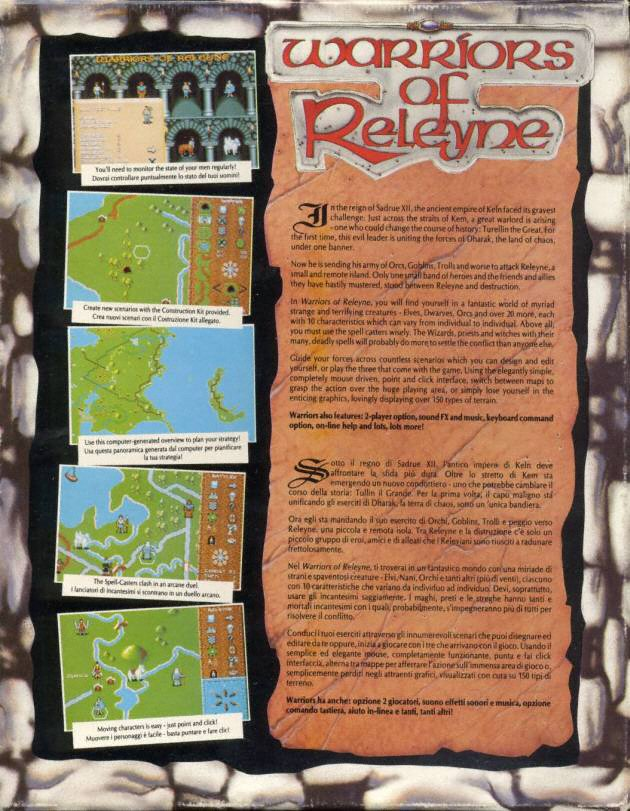 WARRIORS OF RELEYNE
You'll need to monitor the state of your men regularly!
Dovrai controllare puntualmente lo stato dei tuoi uomini!
Create new scenarios with the Construction Kit provided.
Crea nuovi scenari con il Costruzione Kit allegato.
Use this computer-generated overview to plan your strategy!
Usa questa panoramica generata dal computer per pianificare
la tua strategia!
The Spell-Casters clash in an arcane duel.
I lanciatori di incantesimi si scontrano in un duello arcano.
Moving characters is easy - just point and click!
Muovere i personaggi è facile - basta puntare e fare clic!
WARRIORS
OF
RELEYNE
In the reign of Sadrue XII, the ancient empire of Keln faced its gravest
challenge. Just across the straits of Kem, a great warlord is arising
- one who could change the course of history: Turellin the Great. For
the first time, this evil leader is uniting the forces of Dharak, the land of chaos,
under one banner.
Now he is sending his army of Orcs, Goblins, Trolls and worse to attack Releyne, a
small and remote island. Only one small band of heroes and the friends and allies
they have hastily mustered, stood between Releyne and destruction.
In Warriors of Releyne, you will find yourself in a fantastic world of myriad
strange and terrifying creatures - Elves, Dwarves, Orcs and over 20 more, each
with 10 characteristics which can vary from individual to individual. Above all,
you must use the spell catters wisely. The Wizards, priests and witches with their
many, deadly spells will probably do more to settle the conflict than anyone else.
Guide your forces across countless scenarios which you can design and edit
yourself, or play the three that come with the game. Using the elegantly simple,
completely mouse driven, point and click interface, switch between maps to
grasp the action over the huge playing area, or simply lose yourself in the
enticing graphics, lovingly displaying over 150 types of terrain.
Warriors also features: 2-player option, sound FX and music, keyboard command
option, on-line help and lots, lots more!
Sotto il regno di Sadrue XII, l'antico impero di Keln deve
affrontare la sfida più dura. Oltre lo stretto di Kem sta
emergendo un nuovo condottiero - uno che potrebbe cambiare il
corso della storia: Tullin il Grande. Per la prima volta, il capo maligno sta
unificando gli eserciti di Dharak, la terra di chaos, sono un'unica bandiera.
Ora egli sta mandando il suo esercito di Orchi, Goblins, Trolli e peggio verso
Releyne, una piccola e remota isola. Tra Releyne e la distruzione c'è solo un
piccolo gruppo di eroi, amici e di alleati che i Releyiani sono riusciti a radunare
frettolosamente.
Nel Warriors of Releyne, ti troverai in un fantastico mondo con una miriade di
strani e spaventosi creature - Elvi, Nani, Orchi e tanti altri (più di venti), ciascuno
con 10 caratteristiche che variano da individuo ad individuo. Devi, soprattutto,
usare gli incantesimi saggiamente. I maghi, preti e le streghe hanno tanti e
mortali incantesimi con i quali, probabilmente, s'impegneranno più di tutti per
risolvere il conflitto.
Conduci i tuoi eserciti attraverso gli innumerevoli scenari che puoi disegnare ed
editare da te oppure, inizia a giocare con i tre che arrivano con il gioco. Usando il
semplice ed elegante mouse, completamente funzionante, punta e fai click
interfaccia, alterna tra mappe per afferrare l'azione sull'immensa area di gioco o,
semplicemente perditi negli attraenti grafici, visualizzati con cura su 150 tipi di
terreno.
Warriors ha anche: opzione 2 giocatori, suono effetti sonori e musica, opzione
comando tastiera, aiuto in-linea e tanti, tanti altri!